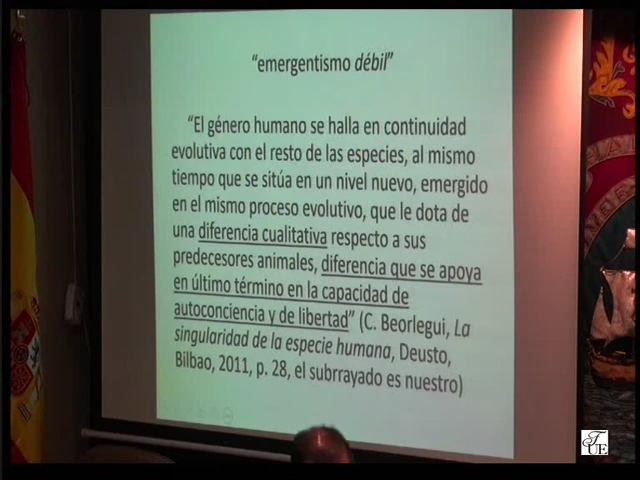 “emergentismo débil”
“El género humano se halla en continuidad
evolutiva con el resto de las especies, al mismo
tiempo que se sitúa en un nivel nuevo, emergido
en el mismo proceso evolutivo, que le dota de
una diferencia cualitativa respecto a sus
predecesores animales, diferencia que se apoya
en último término en la capacidad de
autoconciencia y de libertad” (C. Beorlegui, La
singularidad de la especie humana, Deusto,
Bilbao, 2011, p. 28, el subrrayado es nuestro)